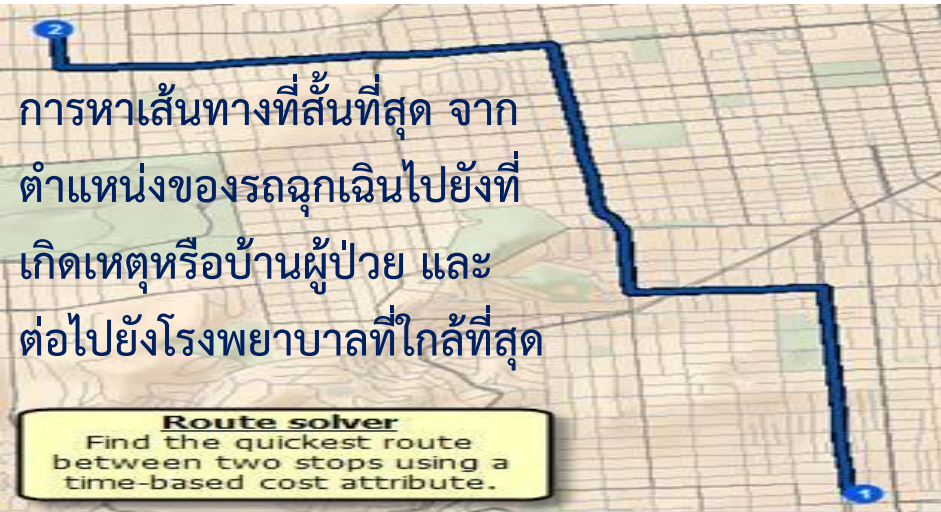 2
การหาเส้นทางที่สั้นที่สุด จาก
ตำแหน่งของรถฉุกเฉินไปยังที่
เกิดเหตุหรือบ้านผู้ป่วย และ
ต่อไปยังโรงพยาบาลที่ใกล้ที่สุด
Route solver
Find the quickest route
between two stops using a
time-based cost attribute.
1